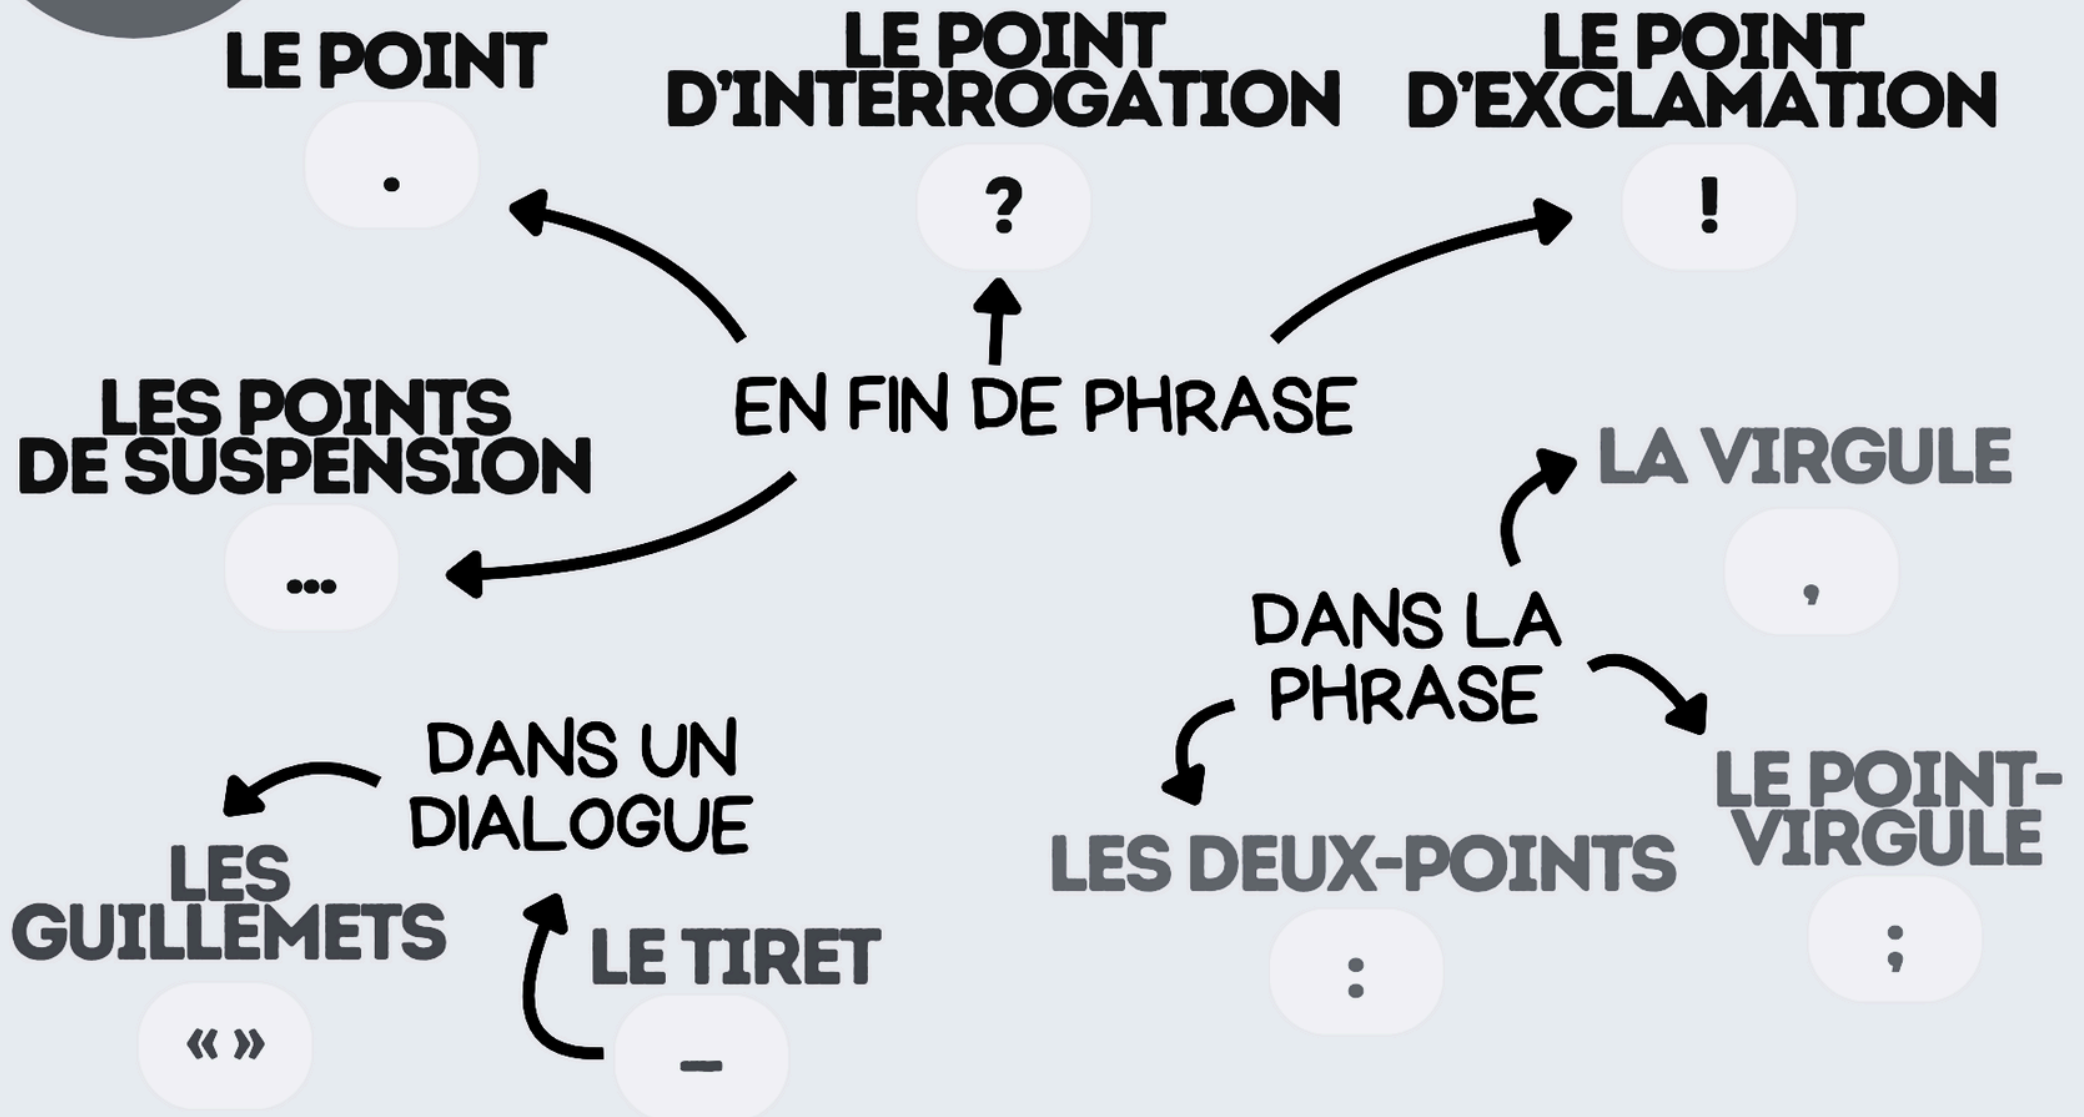 LE POINT
.
LE POINT
D'INTERROGATION
?
LE POINT
D'EXCLAMATION
!
EN FIN DE PHRASE
LES POINTS
DE SUSPENSION
...
LA VIRGULE
,
DANS LA
PHRASE
LE POINT-
VIRGULE
;
LES DEUX-POINTS
:
DANS UN
DIALOGUE
LES
GUILLEMETS
« »
LE TIRET
—